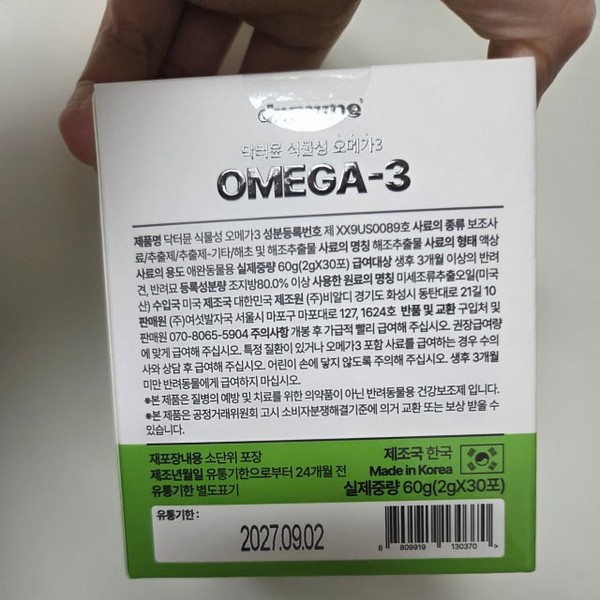 닥터뮨 식물성 오메가3
OMEGA-3
제품명 닥터뮨 식물성 오메가3 성분등록번호 제 XX9US0089호 사료의 종류 보조사
료/추출제/추출제-기타/해초 및 해조추출물 사료의 명칭 해조추출물 사료의 형태 액상
사료의 용도 애완동물용 실제중량 60g(2gX30포) 급여대상 생후 3개월 이상의 반려
견, 반려묘 등록성분량 조지방80.0% 이상 사용한 원료의 명칭 미세조류추출오일(미국
산) 수입국 미국 제조국 대한민국 제조원 (주)비알디 경기도 화성시 동탄대로 21길 10
판매원 (주)여섯발자국 서울시 마포구 마포대로 127, 1624호 반품 및 교환 구입처 및
판매원 070-8065-5904 주의사항 개봉 후 가급적 빨리 급여해 주십시오. 권장급여량
에 맞게 급여해 주십시오. 특정 질환이 있거나 오메가3 포함 사료를 급여하는 경우 수의
사와 상담 후 급여해 주십시오. 어린이 손에 닿지 않도록 주의해 주십시오. 생후 3개월
미만 반려동물에게 급여하지 마십시오.
※본 제품은 질병의 예방 및 치료를 위한 의약품이 아닌 반려동물용 건강보조제 입니다.
※본 제품은 공정거래위원회 고시 소비자분쟁해결기준에 의거 교환 또는 보상 받을 수
있습니다.
재포장내용 소단위 포장
제조년월일 유통기한으로부터 24개월 전
유통기한 별도표기
제조국 한국
Made in Korea
실제중량 60g(2gX30포)
유통기한 :
2027.09.02
8 809919 130370 >